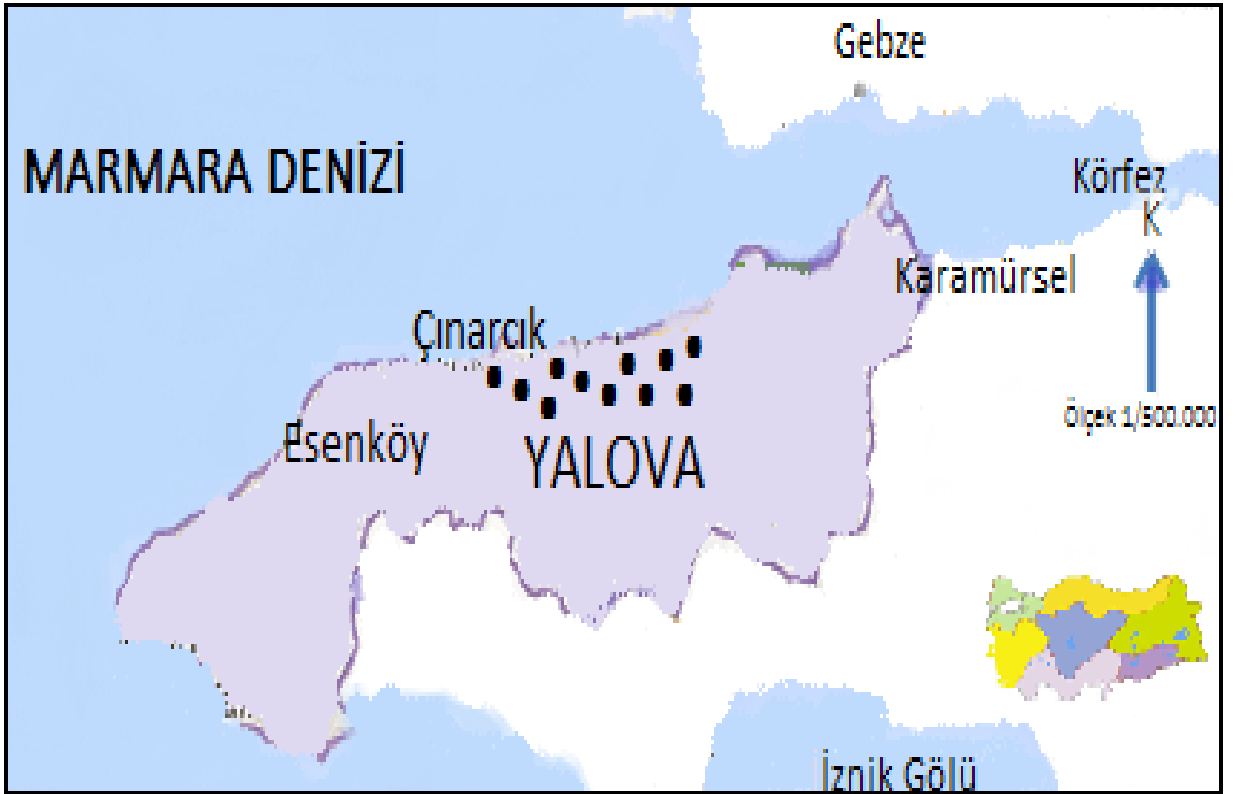 Gebze
MARMARA DENİZİ
Körfez
K
Karamürsel
Çınarcık
Ölçek 1/500.000
Esenköy
YALOVA
İznik Gölü